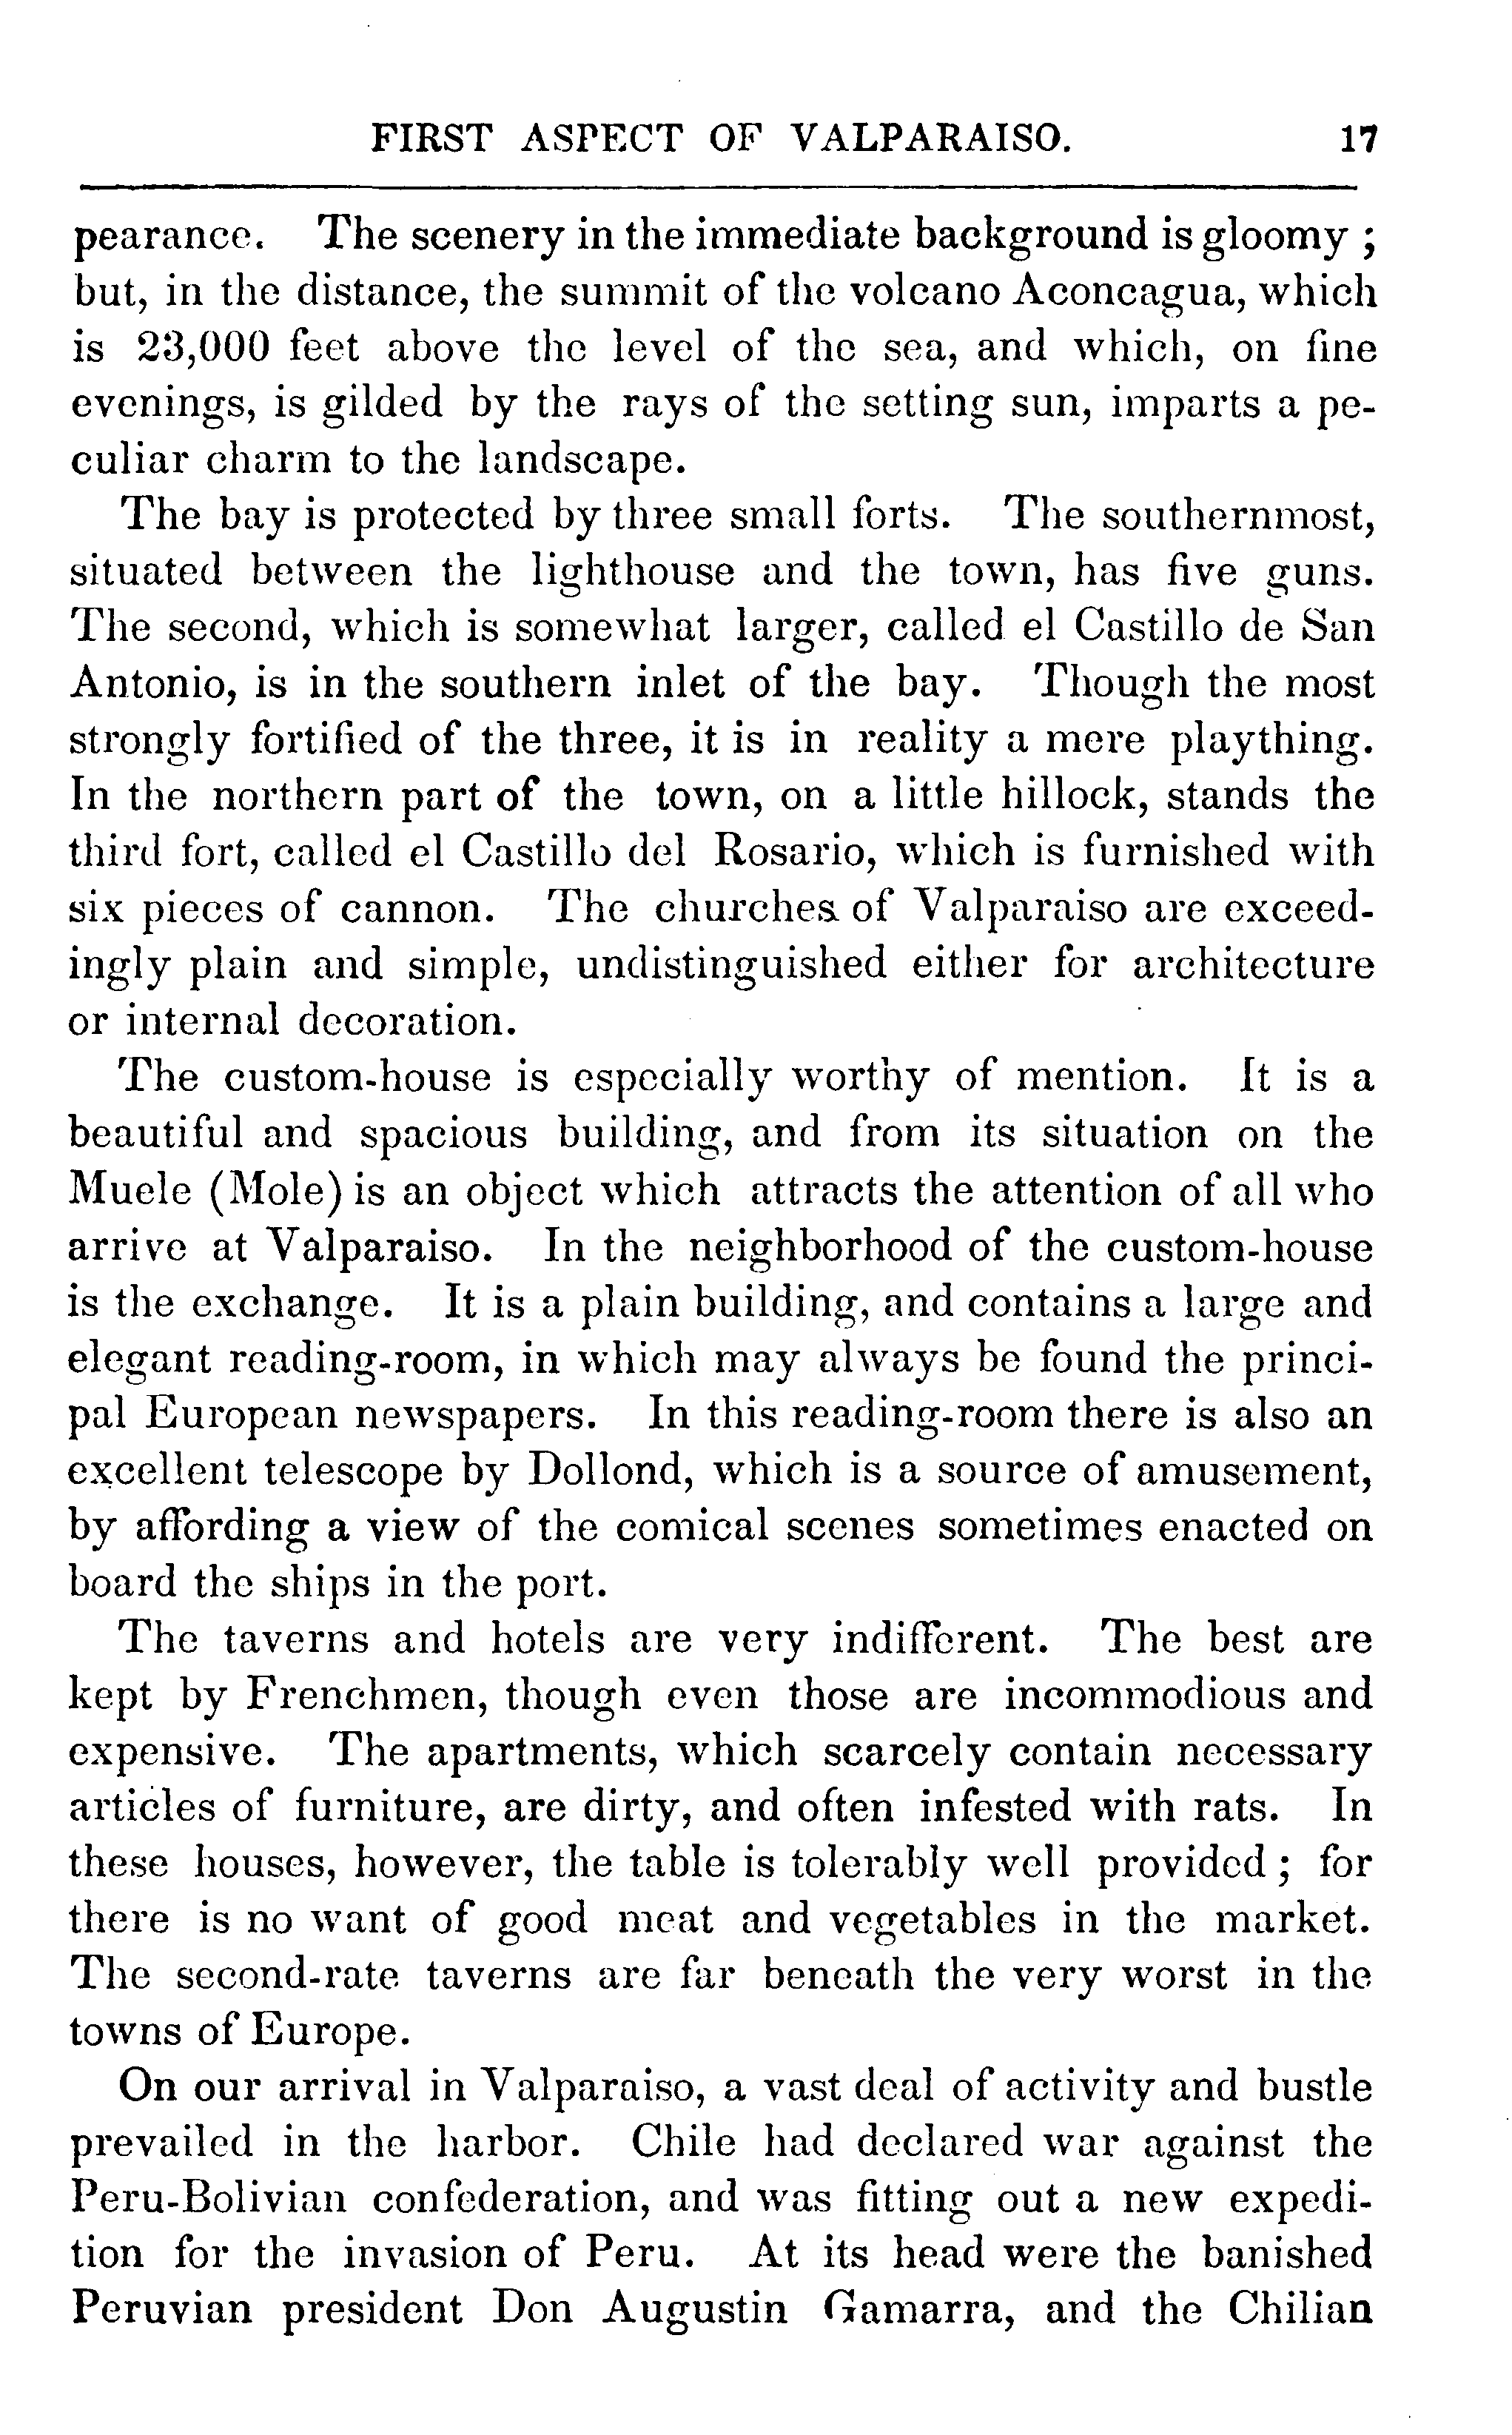 FIRST ASPECT OF VALPARAISO. 17
pearance. The scenery in the immediate background is gloomy ;
but, in the distance, the summit of the volcano Aconcagua, which
is 23,000 feet above the level of the sea, and which, on fine
evenings, is gilded by the rays of the setting sun, imparts a pe-
culiar charm to the landscape.
The bay is protected by three small forts. The southernmost,
situated between the lighthouse and the town, has five guns.
The second, which is somewhat larger, called el Castillo de San
Antonio, is in the southern inlet of the bay. Though the most
strongly fortified of the three, it is in reality a mere plaything.
In the northern part of the town, on a little hillock, stands the
third fort, called el Castillo del Rosario, which is furnished with
six pieces of cannon. The churches of Valparaiso are exceed-
ingly plain and simple, undistinguished either for architecture
or internal decoration.
The custom-house is especially worthy of mention. It is a
beautiful and spacious building, and from its situation on the
Muele (Mole) is an object which attracts the attention of all who
arrive at Valparaiso. In the neighborhood of the custom-house
is the exchange. It is a plain building, and contains a large and
elegant reading-room, in which may always be found the princi-
pal European newspapers. In this reading-room there is also an
excellent telescope by Dollond, which is a source of amusement,
by affording a view of the comical scenes sometimes enacted on
board the ships in the port.
The taverns and hotels are very indifferent. The best are
kept by Frenchmen, though even those are incommodious and
expensive. The apartments, which scarcely contain necessary
articles of furniture, are dirty, and often infested with rats. In
these houses, however, the table is tolerably well provided ; for
there is no want of good meat and vegetables in the market.
The second-rate taverns are far beneath the very worst in the
towns of Europe.
On our arrival in Valparaiso, a vast deal of activity and bustle
prevailed in the harbor. Chile had declared war against the
Peru-Bolivian confederation, and was fitting out a new expedi-
tion for the invasion of Peru. At its head were the banished
Peruvian president Don Augustin Gamarra, and the Chilian